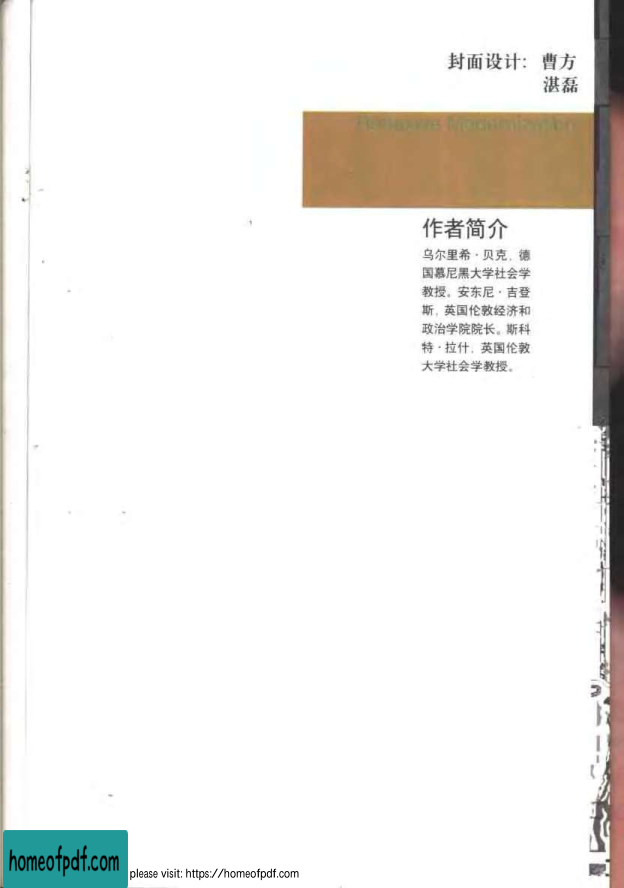 封面设计: 曹方
湛磊
Reflexive Modernization
作者简介
乌尔里希·贝克, 德
国慕尼黑大学社会学
教授。安东尼·吉登
斯, 英国伦敦经济和
政治学院院长。斯科
特·拉什, 英国伦敦
大学社会学教授。
homeofpdf.com
please visit: https://homeofpdf.com